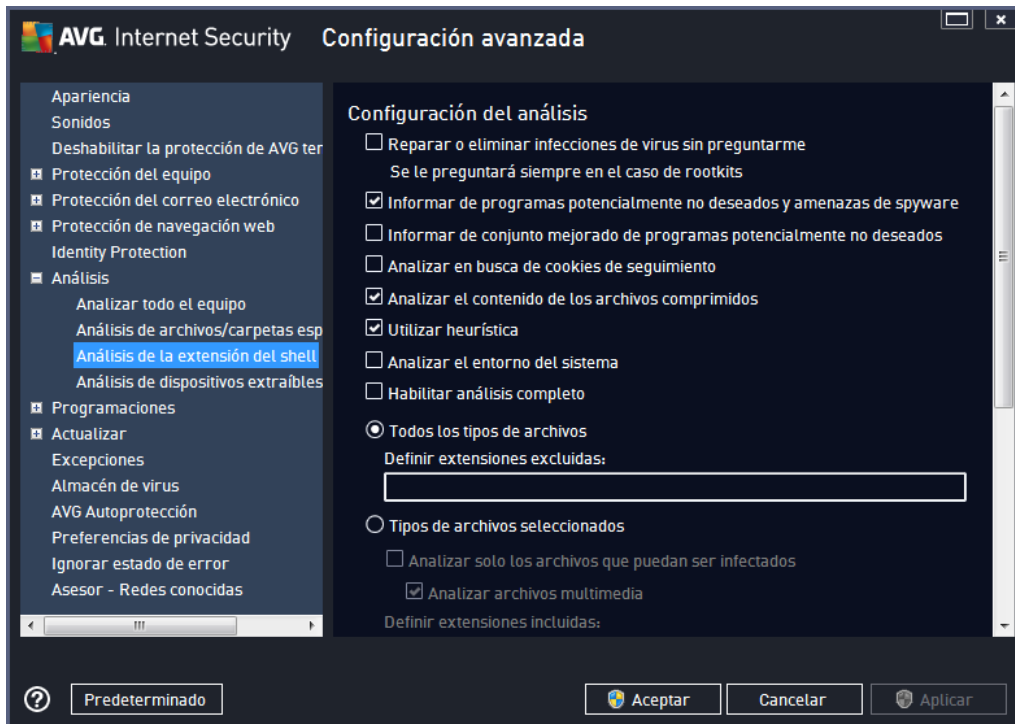 AVG. Internet Security Configuración avanzada
Apariencia
Sonidos
Deshabilitar la protección de AVG ter
Protección del equipo
Protección del correo electrónico
Protección de navegación web
Identity Protection
Análisis
Analizar todo el equipo
Análisis de archivos/carpetas esp
Análisis de la extensión del shell
Análisis de dispositivos extraíbles
Programaciones
Actualizar
Excepciones
Almacén de virus
AVG Autoprotección
Preferencias de privacidad
Ignorar estado de error
Asesor - Redes conocidas
Configuración del análisis
Reparar o eliminar infecciones de virus sin preguntarme
Se le preguntará siempre en el caso de rootkits
Informar de programas potencialmente no deseados y amenazas de spyware
Informar de conjunto mejorado de programas potencialmente no deseados
Analizar en busca de cookies de seguimiento
Analizar el contenido de los archivos comprimidos
Utilizar heurística
Analizar el entorno del sistema
Habilitar análisis completo
Todos los tipos de archivos
Definir extensiones excluidas:
Tipos de archivos seleccionados
Analizar solo los archivos que puedan ser infectados
Analizar archivos multimedia
Definir extensiones incluidas:
Predeterminado
Aceptar
Cancelar
Aplicar